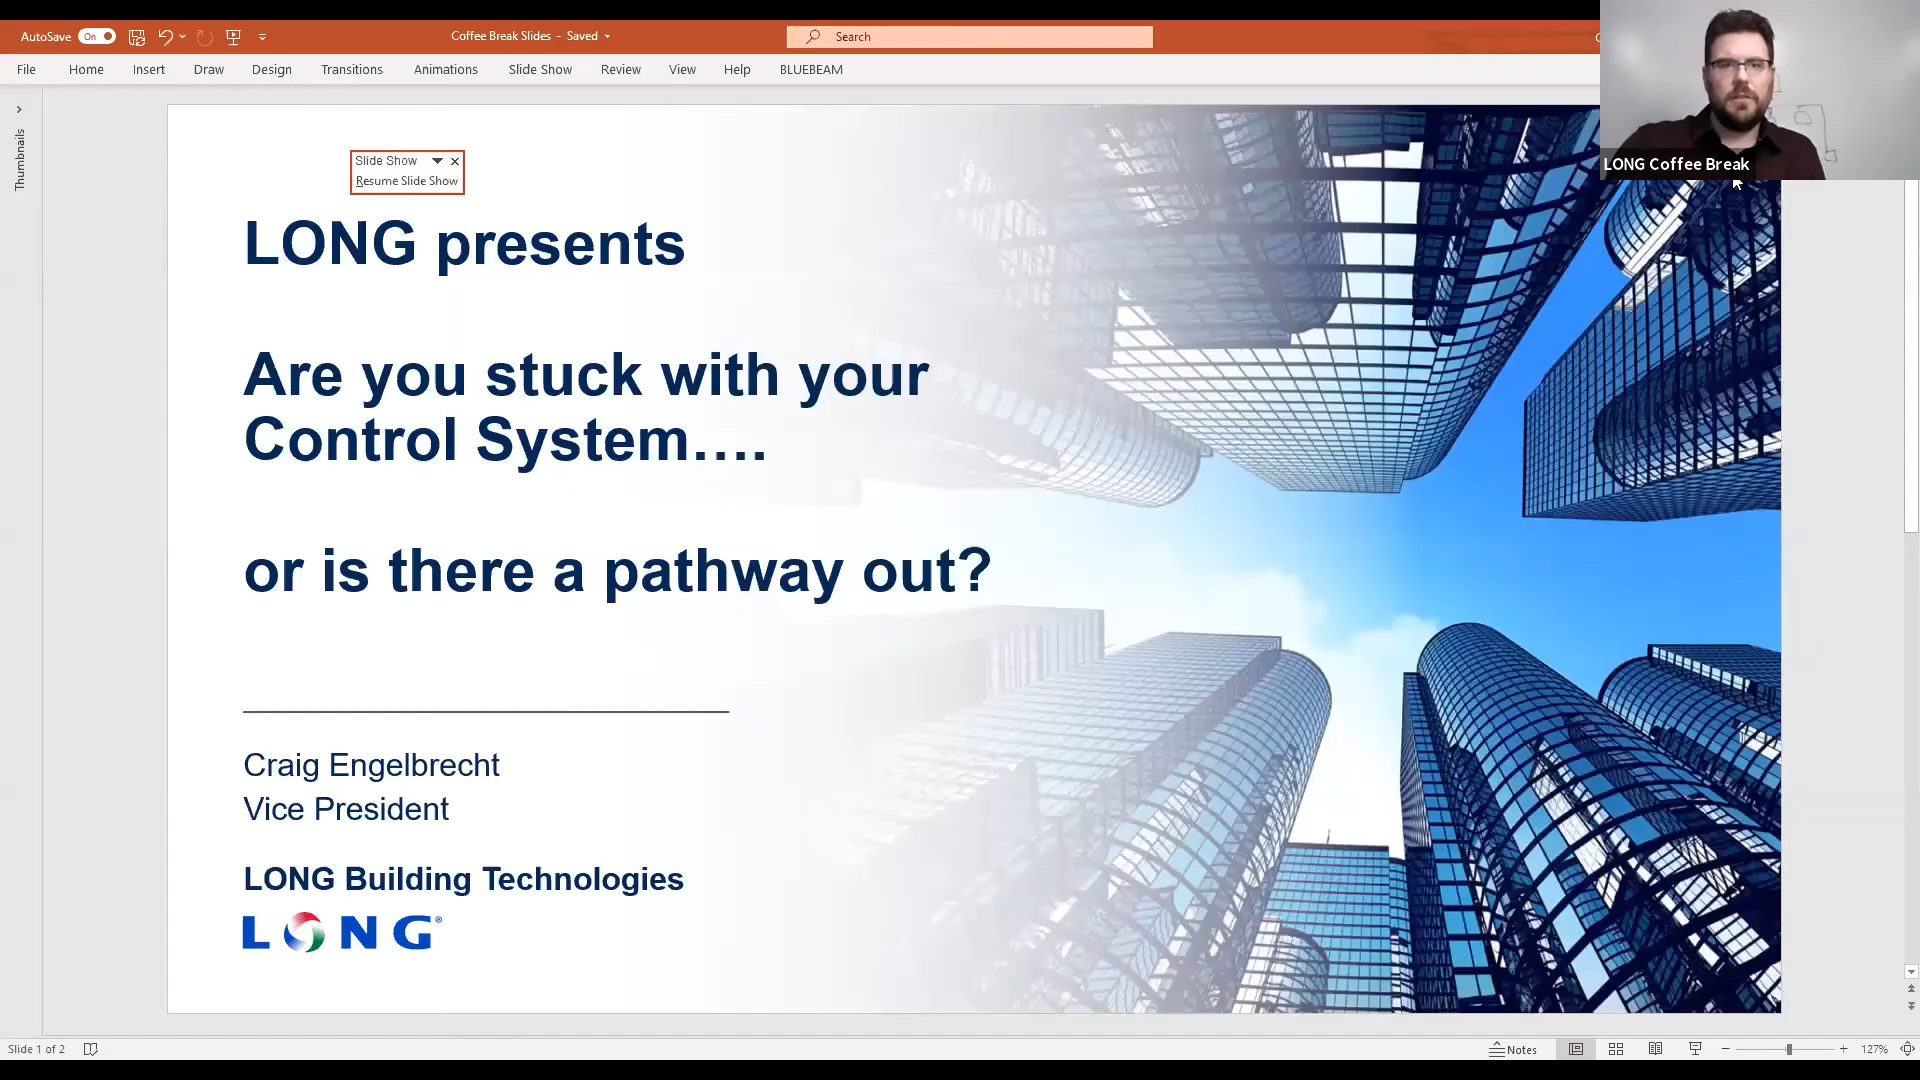 AutoSave On
Coffee Break Slides - Saved
Search
File Home Insert Draw Design Transitions Animations Slide Show Review View Help BLUEBEAM
LONG Coffee Break
Thumbnails
Slide Show
Resume Slide Show
LONG presents
Are you stuck with your
Control System....
or is there a pathway out?
Craig Engelbrecht
Vice President
LONG Building Technologies
LONG®
Slide 1 of 2
Notes
127%